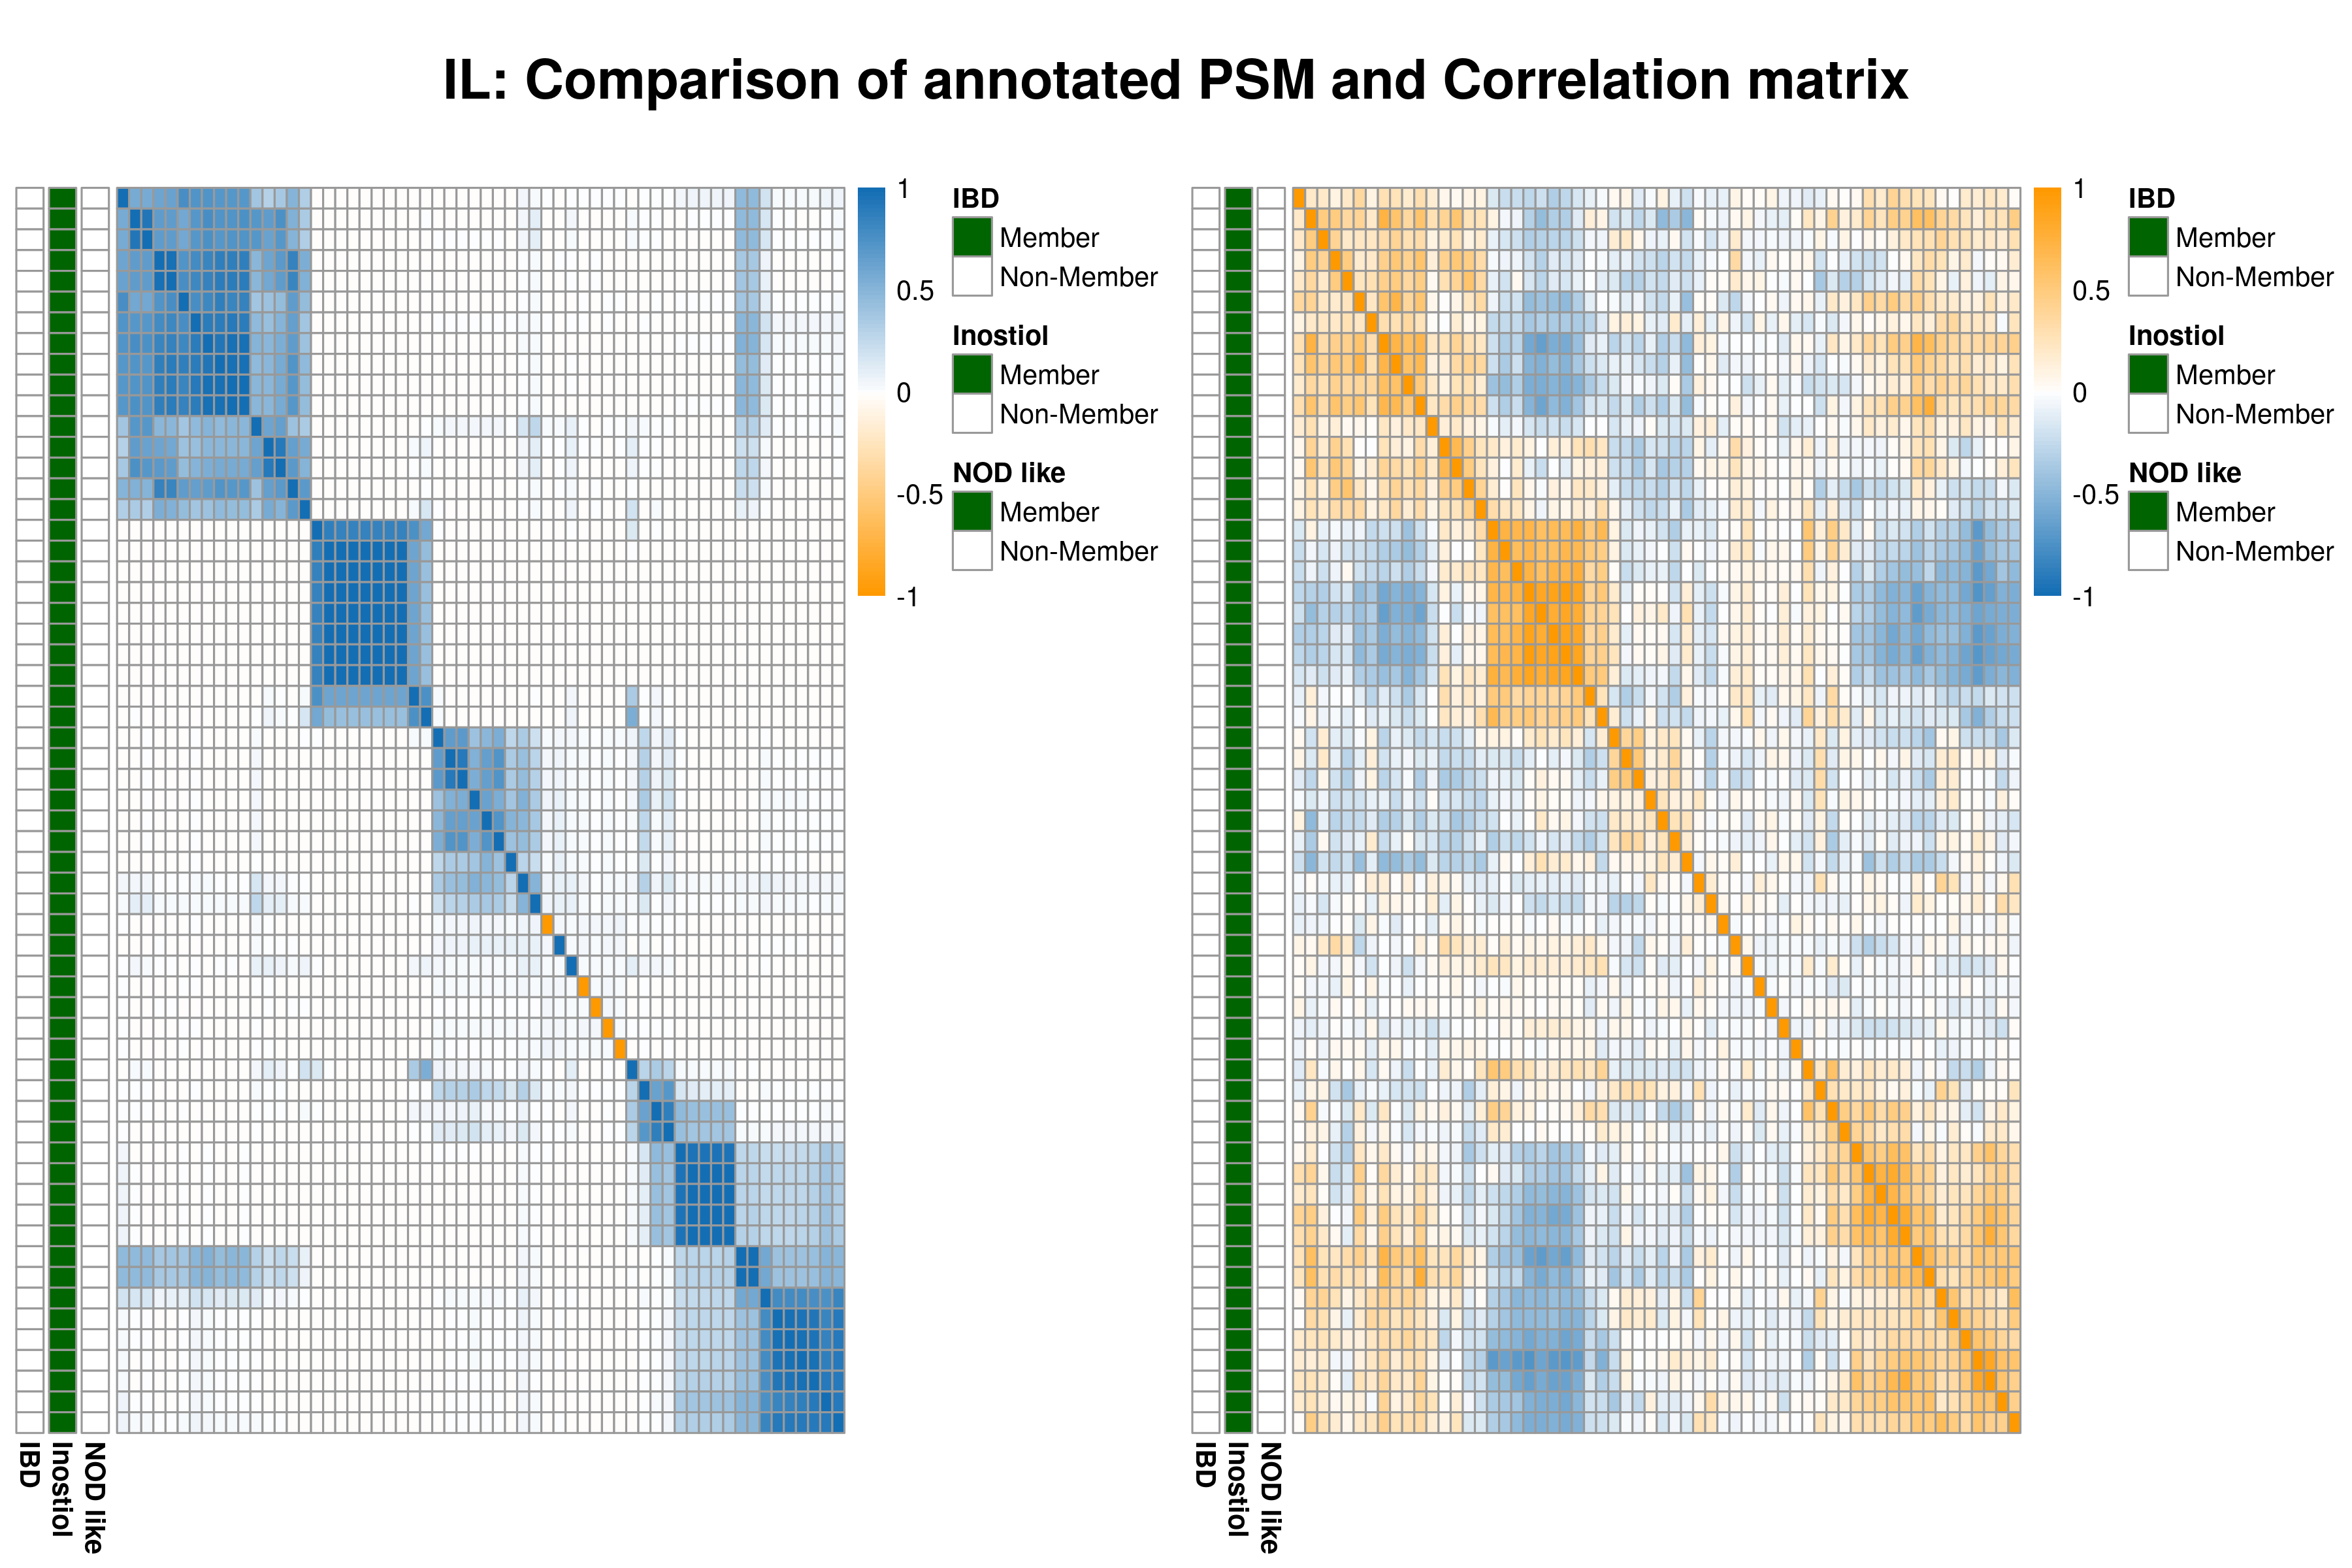 IL: Comparison of annotated PSM and Correlation matrix
1
0.5
0
-0.5
-1
IBD
Member
Non-Member
Inostiol
Member
Non-Member
NOD like
Member
Non-Member
IBD
Inostiol
NOD like
1
0.5
0
-0.5
-1
IBD
Member
Non-Member
Inostiol
Member
Non-Member
NOD like
Member
Non-Member
IBD
Inostiol
NOD like